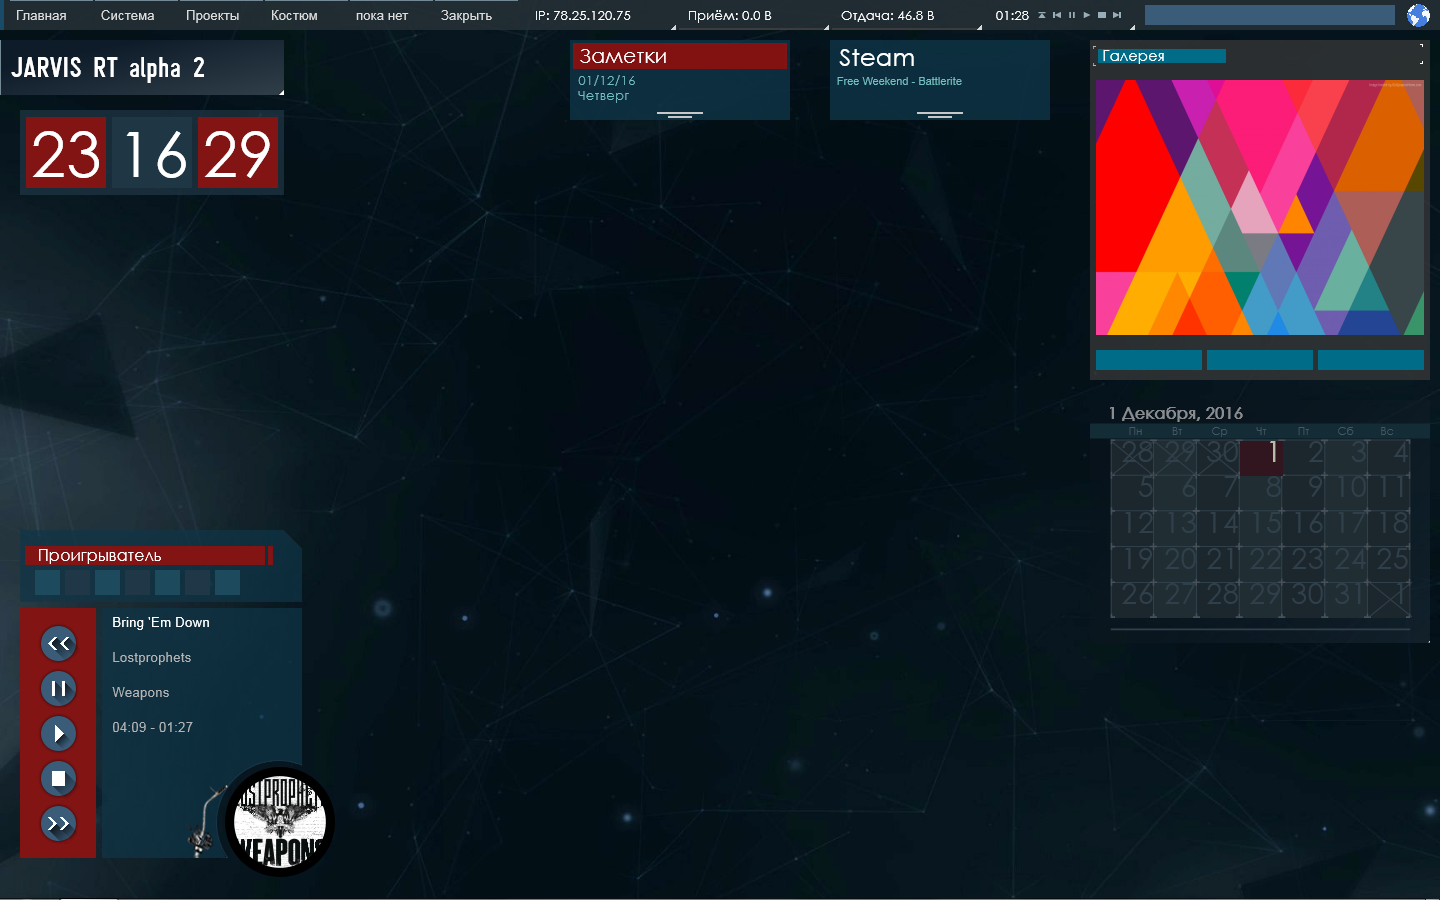 Главная Система Проекты Костюм пока нет Закрыть IP: 78.25.120.75 Приём: 0.0 B Отдача: 46.8 B 01:28
JARVIS RT alpha 2
23 16 29
Заметки
01/12/16
Четверг
Steam
Free Weekend - Battlerite
Галерея
1 Декабря, 2016
Пн Вт Ср Чт Пт Сб Вс
28 29 30 1 2 3 4
5 6 7 8 9 10 11
12 13 14 15 16 17 18
19 20 21 22 23 24 25
26 27 28 29 30 31 1
Проигрыватель
Bring 'Em Down
Lostprophets
Weapons
04:09 - 01:27
WEAPONS